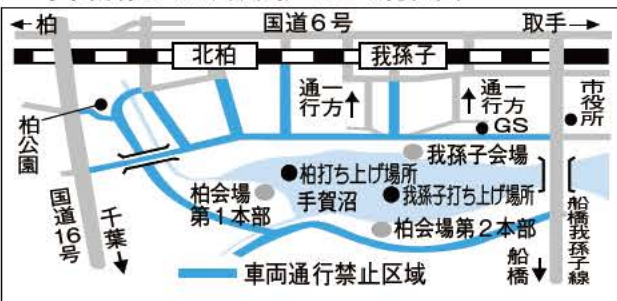 ←柏
国道6号
取手→
北柏
我孫子
一方通行↑
一方通行↑
市役所
GS
柏公園
我孫子会場
柏打ち上げ場所
柏会場
第1本部
手賀沼
我孫子打ち上げ場所
柏会場第2本部
国道16号
千葉↓
船橋↓
船橋我孫子線
車両通行禁止区域